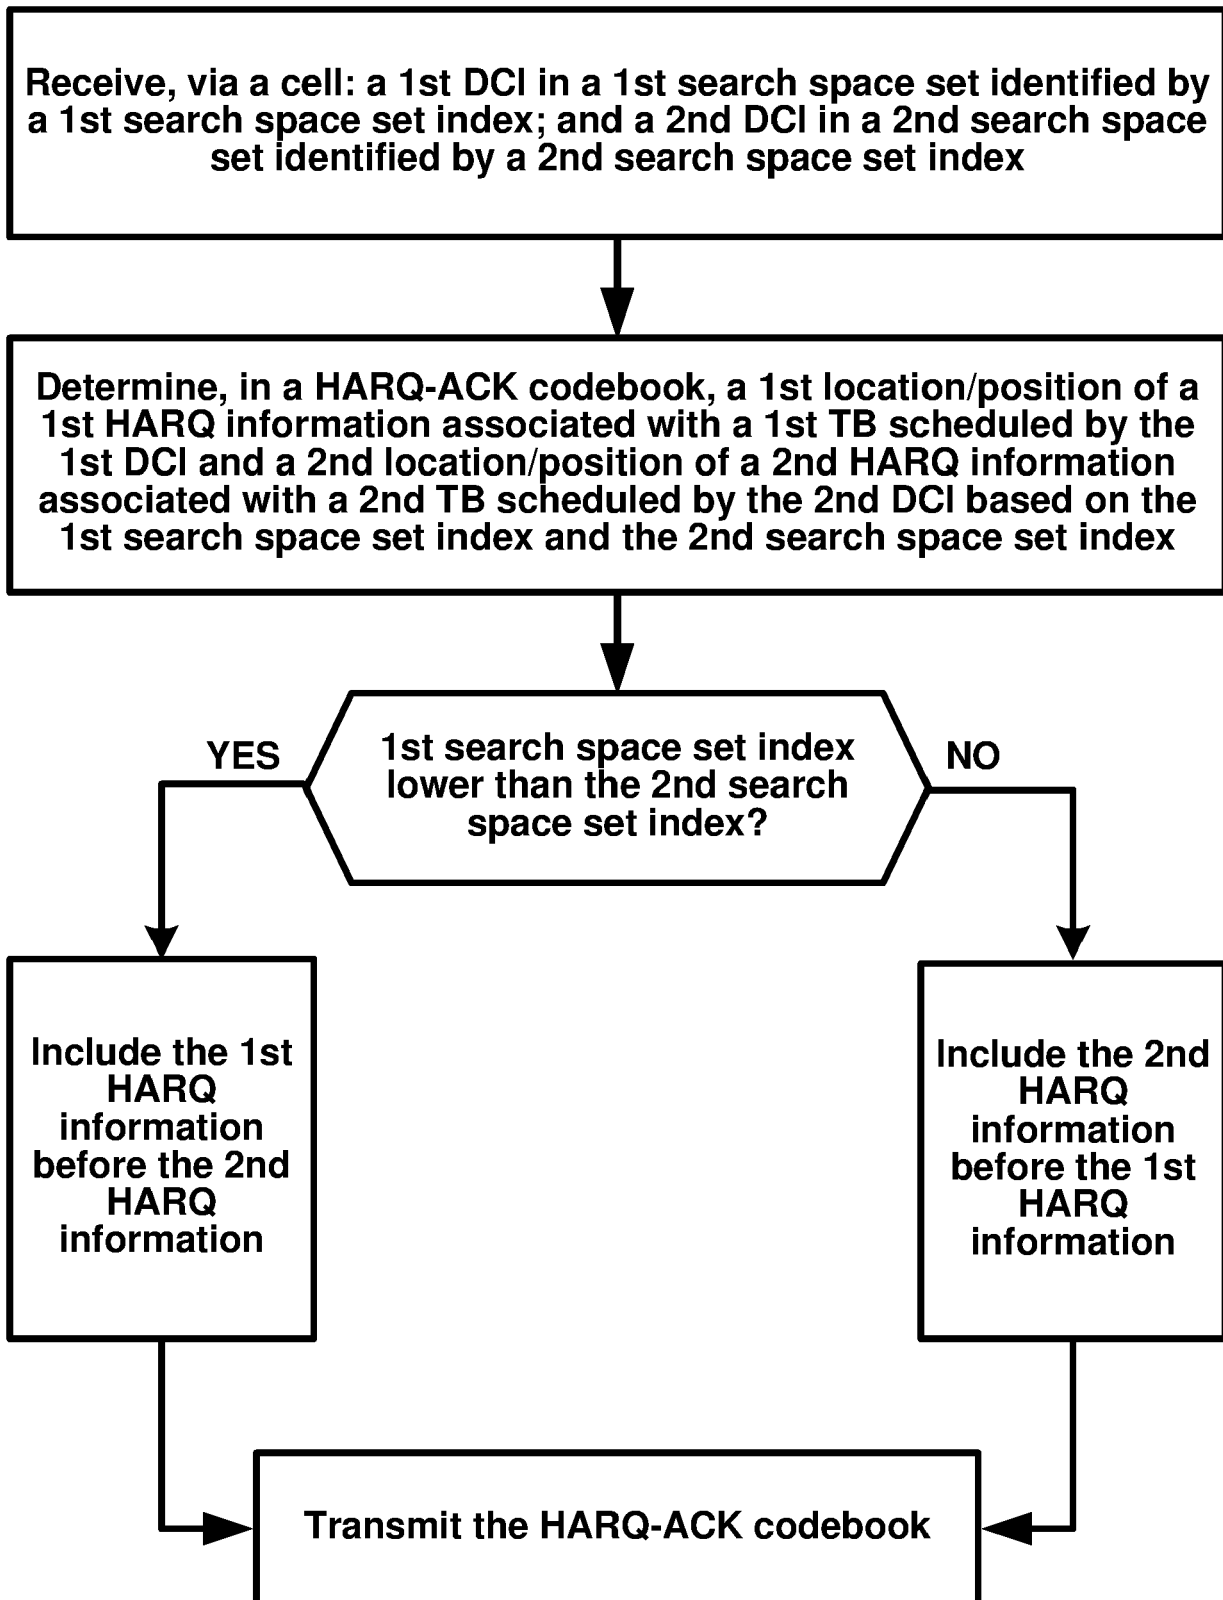 Receive, via a cell: a 1st DCI in a 1st search space set identified by
a 1st search space set index; and a 2nd DCI in a 2nd search space
set identified by a 2nd search space set index
Determine, in a HARQ-ACK codebook, a 1st location/position of a
1st HARQ information associated with a 1st TB scheduled by the
1st DCI and a 2nd location/position of a 2nd HARQ information
associated with a 2nd TB scheduled by the 2nd DCI based on the
1st search space set index and the 2nd search space set index
YES
1st search space set index
lower than the 2nd search
space set index?
NO
Include the 1st
HARQ
information
before the 2nd
HARQ
information
Include the 2nd
HARQ
information
before the 1st
HARQ
information
Transmit the HARQ-ACK codebook